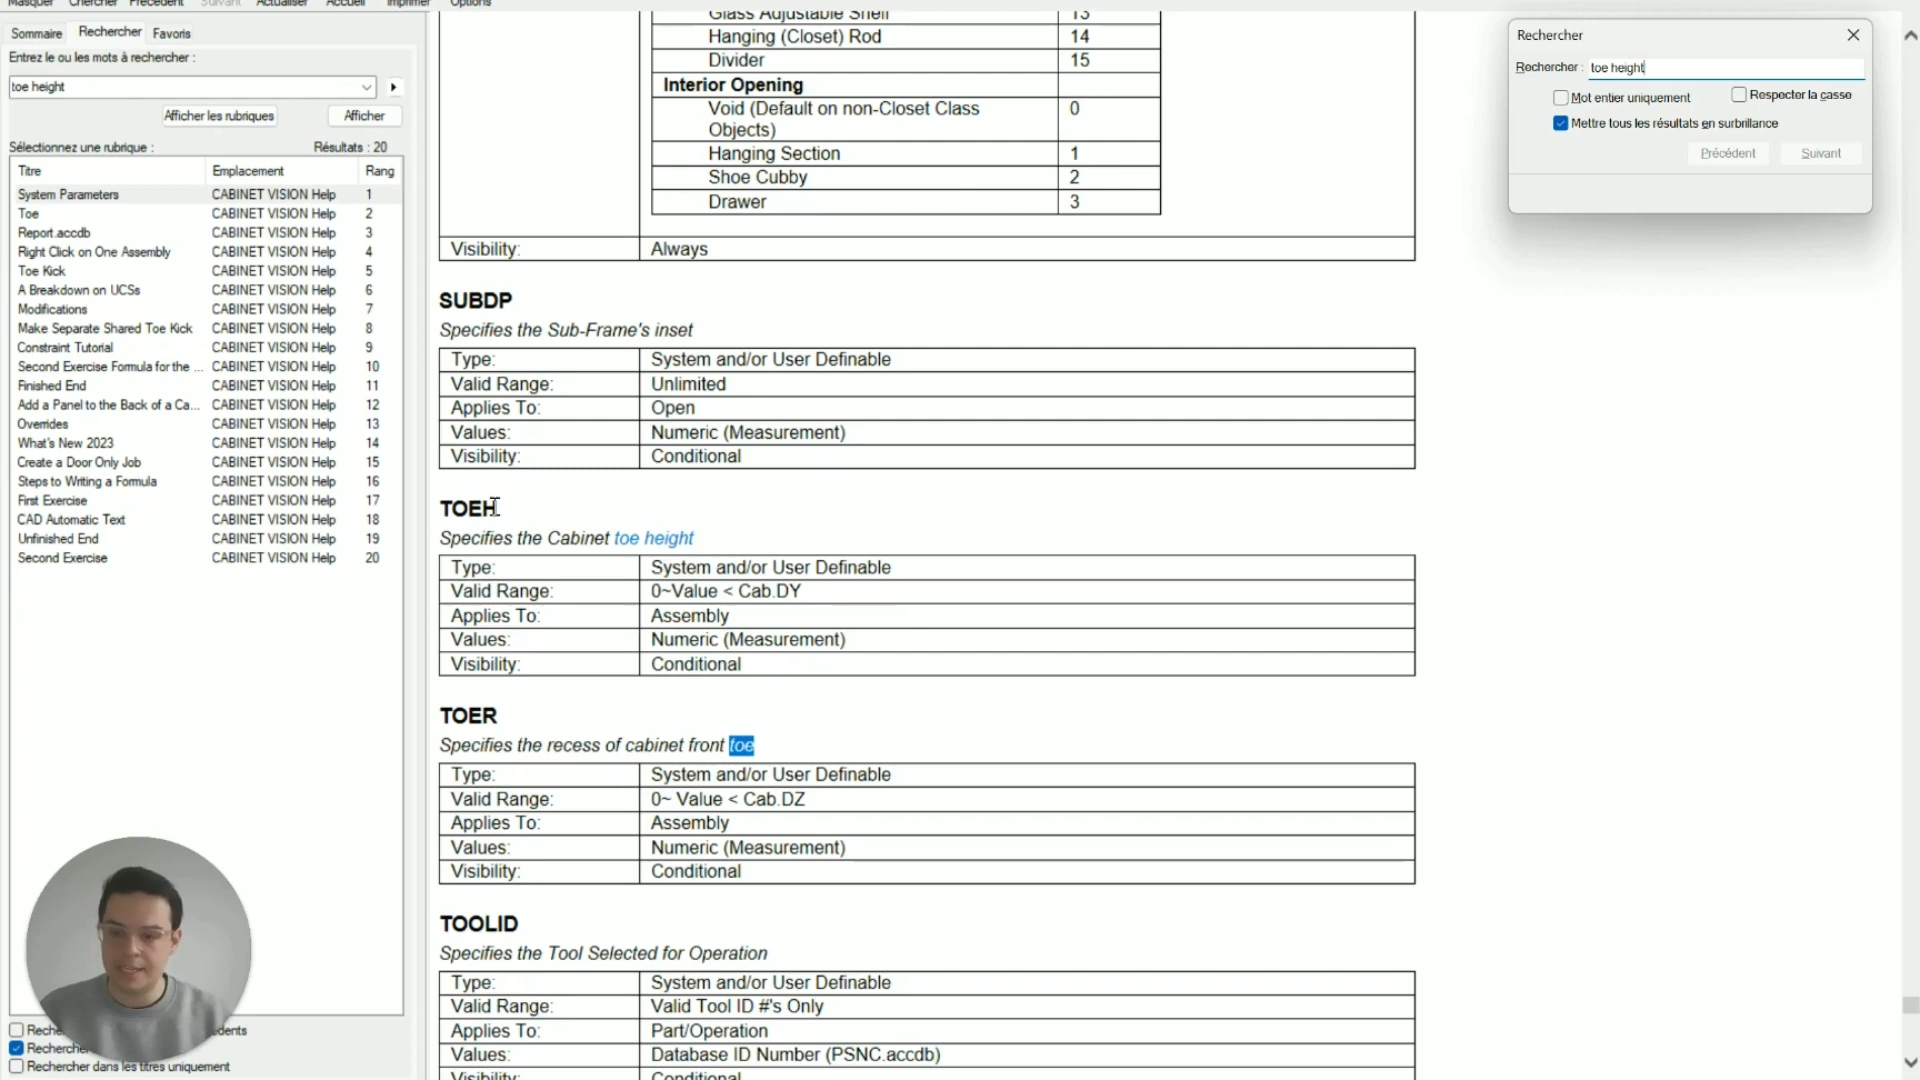 Masquer Chercher Précédent Suivant Actualiser Accueil Imprimer Options
Sommaire Rechercher Favoris
Entrez le ou les mots à rechercher :
toe height
Afficher les rubriques Afficher
Sélectionnez une rubrique : Résultats : 20
Titre Emplacement Rang
System Parameters CABINET VISION Help 1
Toe CABINET VISION Help 2
Report.accdb CABINET VISION Help 3
Right Click on One Assembly CABINET VISION Help 4
Toe Kick CABINET VISION Help 5
A Breakdown on UCSs CABINET VISION Help 6
Modifications CABINET VISION Help 7
Make Separate Shared Toe Kick CABINET VISION Help 8
Constraint Tutorial CABINET VISION Help 9
Second Exercise Formula for the ... CABINET VISION Help 10
Finished End CABINET VISION Help 11
Add a Panel to the Back of a Ca... CABINET VISION Help 12
Overrides CABINET VISION Help 13
What's New 2023 CABINET VISION Help 14
Create a Door Only Job CABINET VISION Help 15
Steps to Writing a Formula CABINET VISION Help 16
First Exercise CABINET VISION Help 17
CAD Automatic Text CABINET VISION Help 18
Unfinished End CABINET VISION Help 19
Second Exercise CABINET VISION Help 20
Rechercher dans les titres uniquement
Glass Adjustable Shelf 13
Hanging (Closet) Rod 14
Divider 15
Interior Opening
Void (Default on non-Closet Class 0
Objects)
Hanging Section 1
Shoe Cubby 2
Drawer 3
Visibility: Always
SUBDP
Specifies the Sub-Frame's inset
Type: System and/or User Definable
Valid Range: Unlimited
Applies To: Open
Values: Numeric (Measurement)
Visibility: Conditional
TOEH
Specifies the Cabinet toe height
Type: System and/or User Definable
Valid Range: 0~Value < Cab.DY
Applies To: Assembly
Values: Numeric (Measurement)
Visibility: Conditional
TOER
Specifies the recess of cabinet front toe
Type: System and/or User Definable
Valid Range: 0~ Value < Cab.DZ
Applies To: Assembly
Values: Numeric (Measurement)
Visibility: Conditional
TOOLID
Specifies the Tool Selected for Operation
Type: System and/or User Definable
Valid Range: Valid Tool ID #'s Only
Applies To: Part/Operation
Values: Database ID Number (PSNC.accdb)
Visibility: Conditional
Rechercher
Rechercher : toe height
Mot entier uniquement Respecter la casse
Mettre tous les résultats en surbrillance
Précédent Suivant